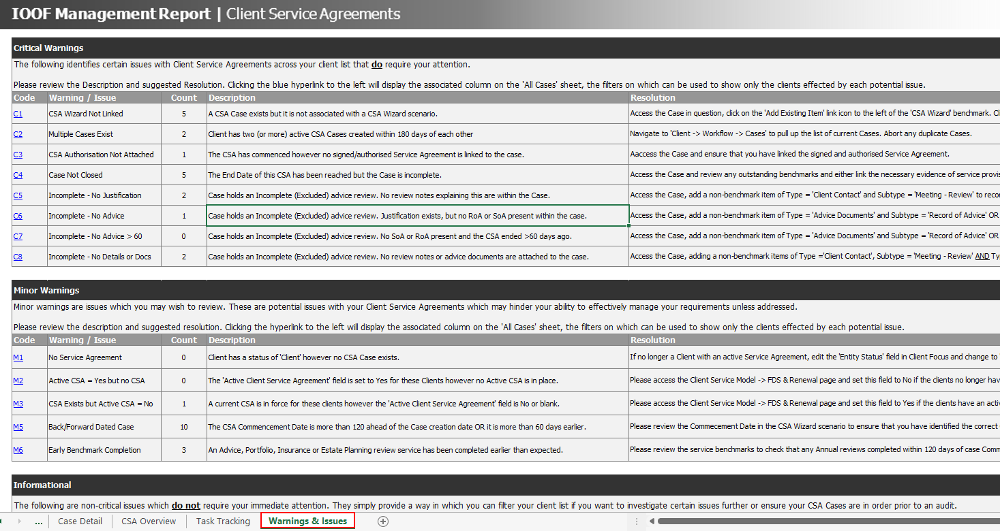 IOOF Management Report | Client Service Agreements
Critical Warnings
The following identifies certain issues with Client Service Agreements across your client list that do require your attention.
Please review the Description and suggested Resolution. Clicking the blue hyperlink to the left will display the associated column on the 'All Cases' sheet, the filters on which can be used to show only the clients effected by each potential issue.
Code Warning / Issue Count Description Resolution
C1 CSA Wizard Not Linked 5 A CSA Case exists but it is not associated with a CSA Wizard scenario. Access the Case in question, click on the 'Add Existing Item' link icon to the left of the 'CSA Wizard' benchmark. Cl
C2 Multiple Cases Exist 2 Client has two (or more) active CSA Cases created within 180 days of each other Navigate to 'Client -> Workflow -> Cases' to pull up the list of current Cases. Abort any duplicate Cases.
C3 CSA Authorisation Not Attached 1 The CSA has commenced however no signed/authorised Service Agreement is linked to the case. Aaccess the Case and ensure that you have linked the signed and authorised Service Agreement.
C4 Case Not Closed 5 The End Date of this CSA has been reached but the Case is incomplete. Access the Case and review any outstanding benchmarks and either link the necessary evidence of service provis
C5 Incomplete - No Justification 2 Case holds an Incomplete (Excluded) advice review. No review notes explaining this are within the Case. Access the Case, add a non-benchmark item of Type = 'Client Contact' and Subtype = 'Meeting - Review' to reco
C6 Incomplete - No Advice 1 Case holds an Incomplete (Excluded) advice review. Justification exists, but no RoA or SoA present within the case. Access the Case, add a non-benchmark item of Type = 'Advice Documents' and Subtype = 'Record of Advice' OR
C7 Incomplete - No Advice > 60 0 Case holds an Incomplete (Excluded) advice review. No SoA or RoA present and the CSA ended >60 days ago. Access the Case, add a non-benchmark item of Type = 'Advice Documents' and Subtype = 'Record of Advice' OR
C8 Incomplete - No Details or Docs 2 Case holds an Incomplete (Excluded) advice review. No review notes or advice documents are attached to the case. Access the Case, adding a non-benchmark items of Type ='Client Contact', Subtype = 'Meeting - Review' AND Ty
Minor Warnings
Minor warnings are issues which you may wish to review. These are potential issues with your Client Service Agreements which may hinder your ability to effectively manage your requirements unless addressed.
Please review the description and suggested resolution. Clicking the hyperlink to the left will display the associated column on the 'All Cases' sheet, the filters on which can be used to show only the clients effected by each potential issue.
Code Warning / Issue Count Description Resolution
M1 No Service Agreement 0 Client has a status of 'Client' however no CSA Case exists. If no longer a Client with an active Service Agreement, edit the 'Entity Status' field in Client Focus and change to
M2 Active CSA = Yes but no CSA 0 The 'Active Client Service Agreement' field is set to Yes for these Clients however no Active CSA is in place. Please access the Client Service Model -> FDS & Renewal page and set this field to No if the clients no longer hav
M3 CSA Exists but Active CSA = No 1 A current CSA is in force for these clients however the 'Active Client Service Agreement' field is No or blank. Please access the Client Service Model -> FDS & Renewal page and set this field to Yes if the clients have an activ
M5 Back/Forward Dated Case 10 The CSA Commencement Date is more than 120 ahead of the Case creation date OR it is more than 60 days earlier. Please review the Commecement Date in the CSA Wizard scenario to ensure that you have identified the correct
M6 Early Benchmark Completion 3 An Advice, Portfolio, Insurance or Estate Planning review service has been completed earlier than expected. Please review the service benchmarks to check that any Annual reviews completed within 120 days of case Comm
Informational
The following are non-critical issues which do not require your immediate attention. They simply provide a way in which you can filter your client list if you want to investigate certain issues further or ensure your CSA Cases are in order prior to an audit.
... Case Detail CSA Overview Task Tracking Warnings & Issues